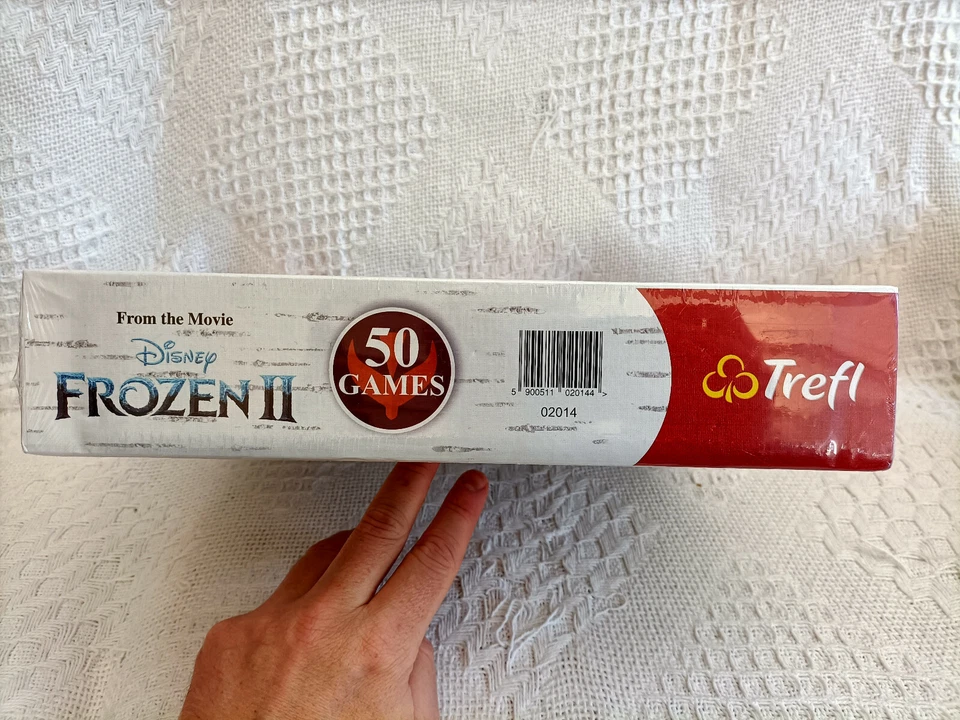 From the Movie
Disney
FROZEN II
50
GAMES
5 900511 020144 >
02014
Trefl